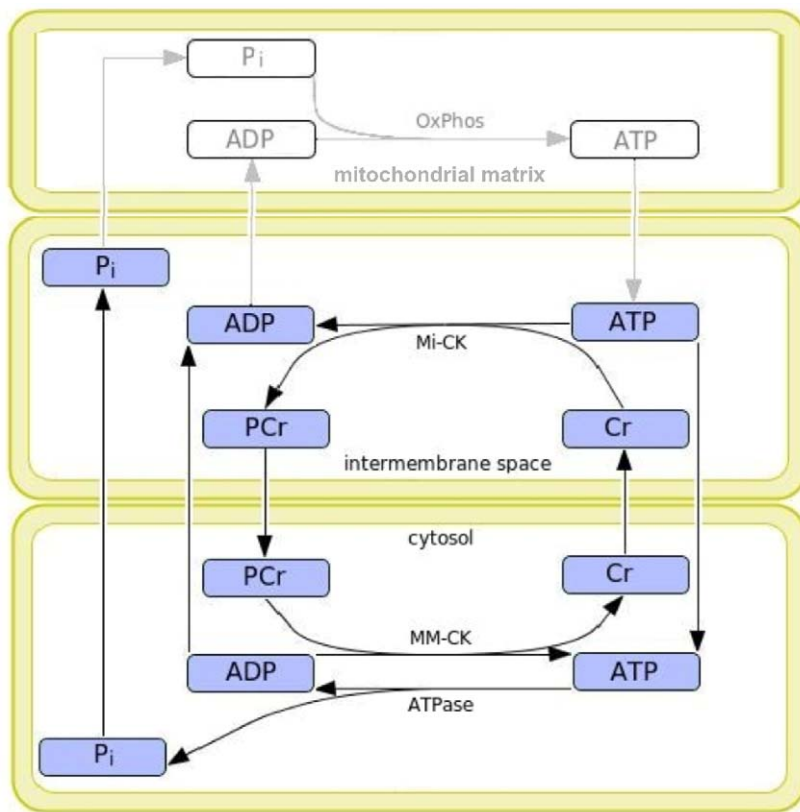 Pi
OxPhos
ADP
ATP
mitochondrial matrix
Pi
ADP
ATP
Mi-CK
PCr
Cr
intermembrane space
cytosol
PCr
Cr
MM-CK
ADP
ATP
ATPase
Pi